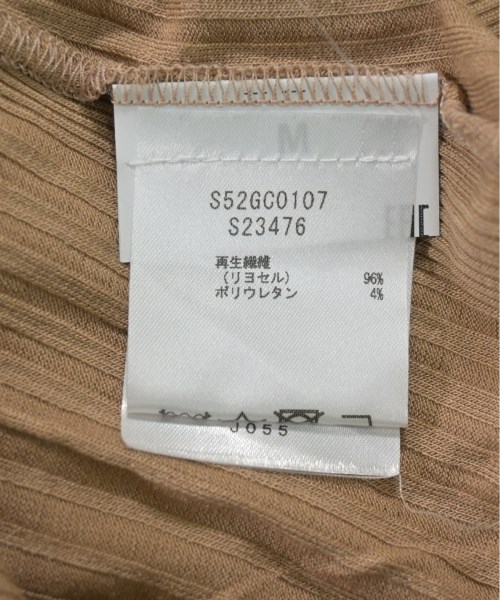 M
S52GC0107
S23476
再生繊維
(リヨセル) 96%
ポリウレタン 4%
J055